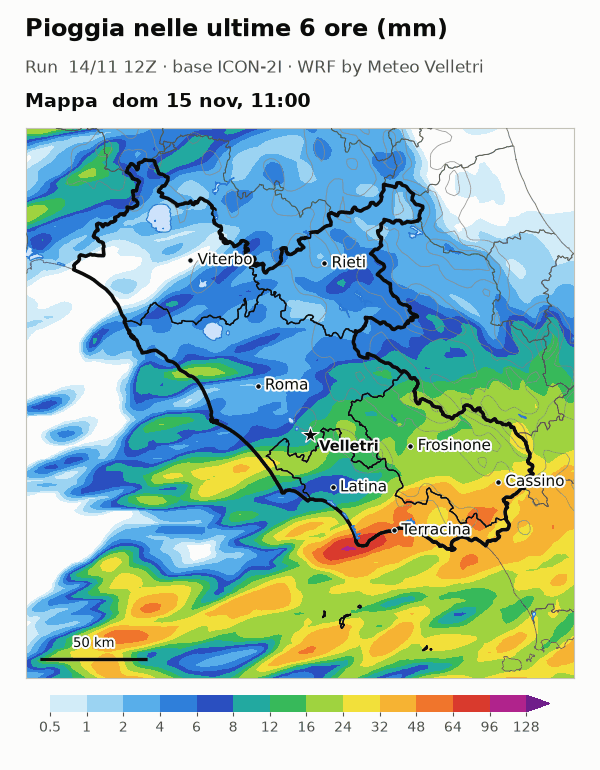 Pioggia nelle ultime 6 ore (mm)
Run  14/11 12Z · base ICON-2I · WRF by Meteo Velletri
Mappa  dom 15 nov, 11:00
Viterbo
Rieti
Roma
Velletri
Frosinone
Latina
Cassino
Terracina
50 km
0.5 1 2 4 6 8 12 16 24 32 48 64 96 128